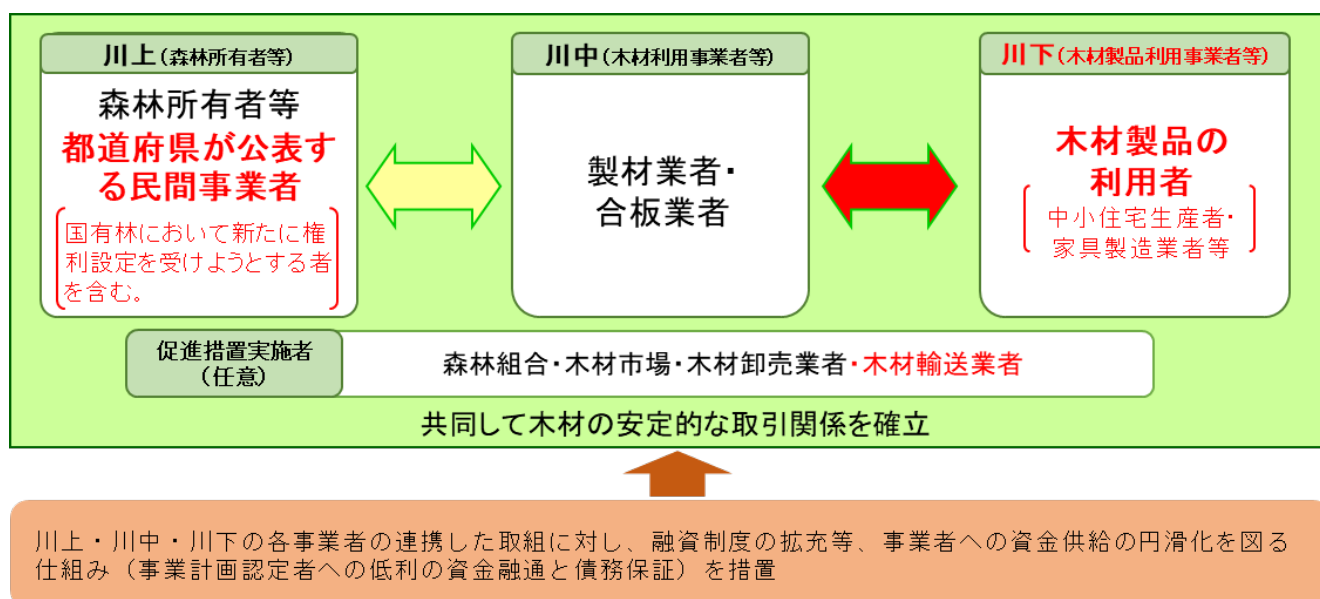 川上(森林所有者等)
森林所有者等
都道府県が公表す
る民間事業者
国有林において新たに権
利設定を受けようとする者
を含む。
川中(木材利用事業者等)
製材業者・
合板業者
川下(木材製品利用事業者等)
木材製品の
利用者
中小住宅生産者・
家具製造業者等
促進措置実施者
(任意)
森林組合・木材市場・木材卸売業者・木材輸送業者
共同して木材の安定的な取引関係を確立
川上・川中・川下の各事業者の連携した取組に対し、融資制度の拡充等、事業者への資金供給の円滑化を図る
仕組み（事業計画認定者への低利の資金融通と債務保証）を措置